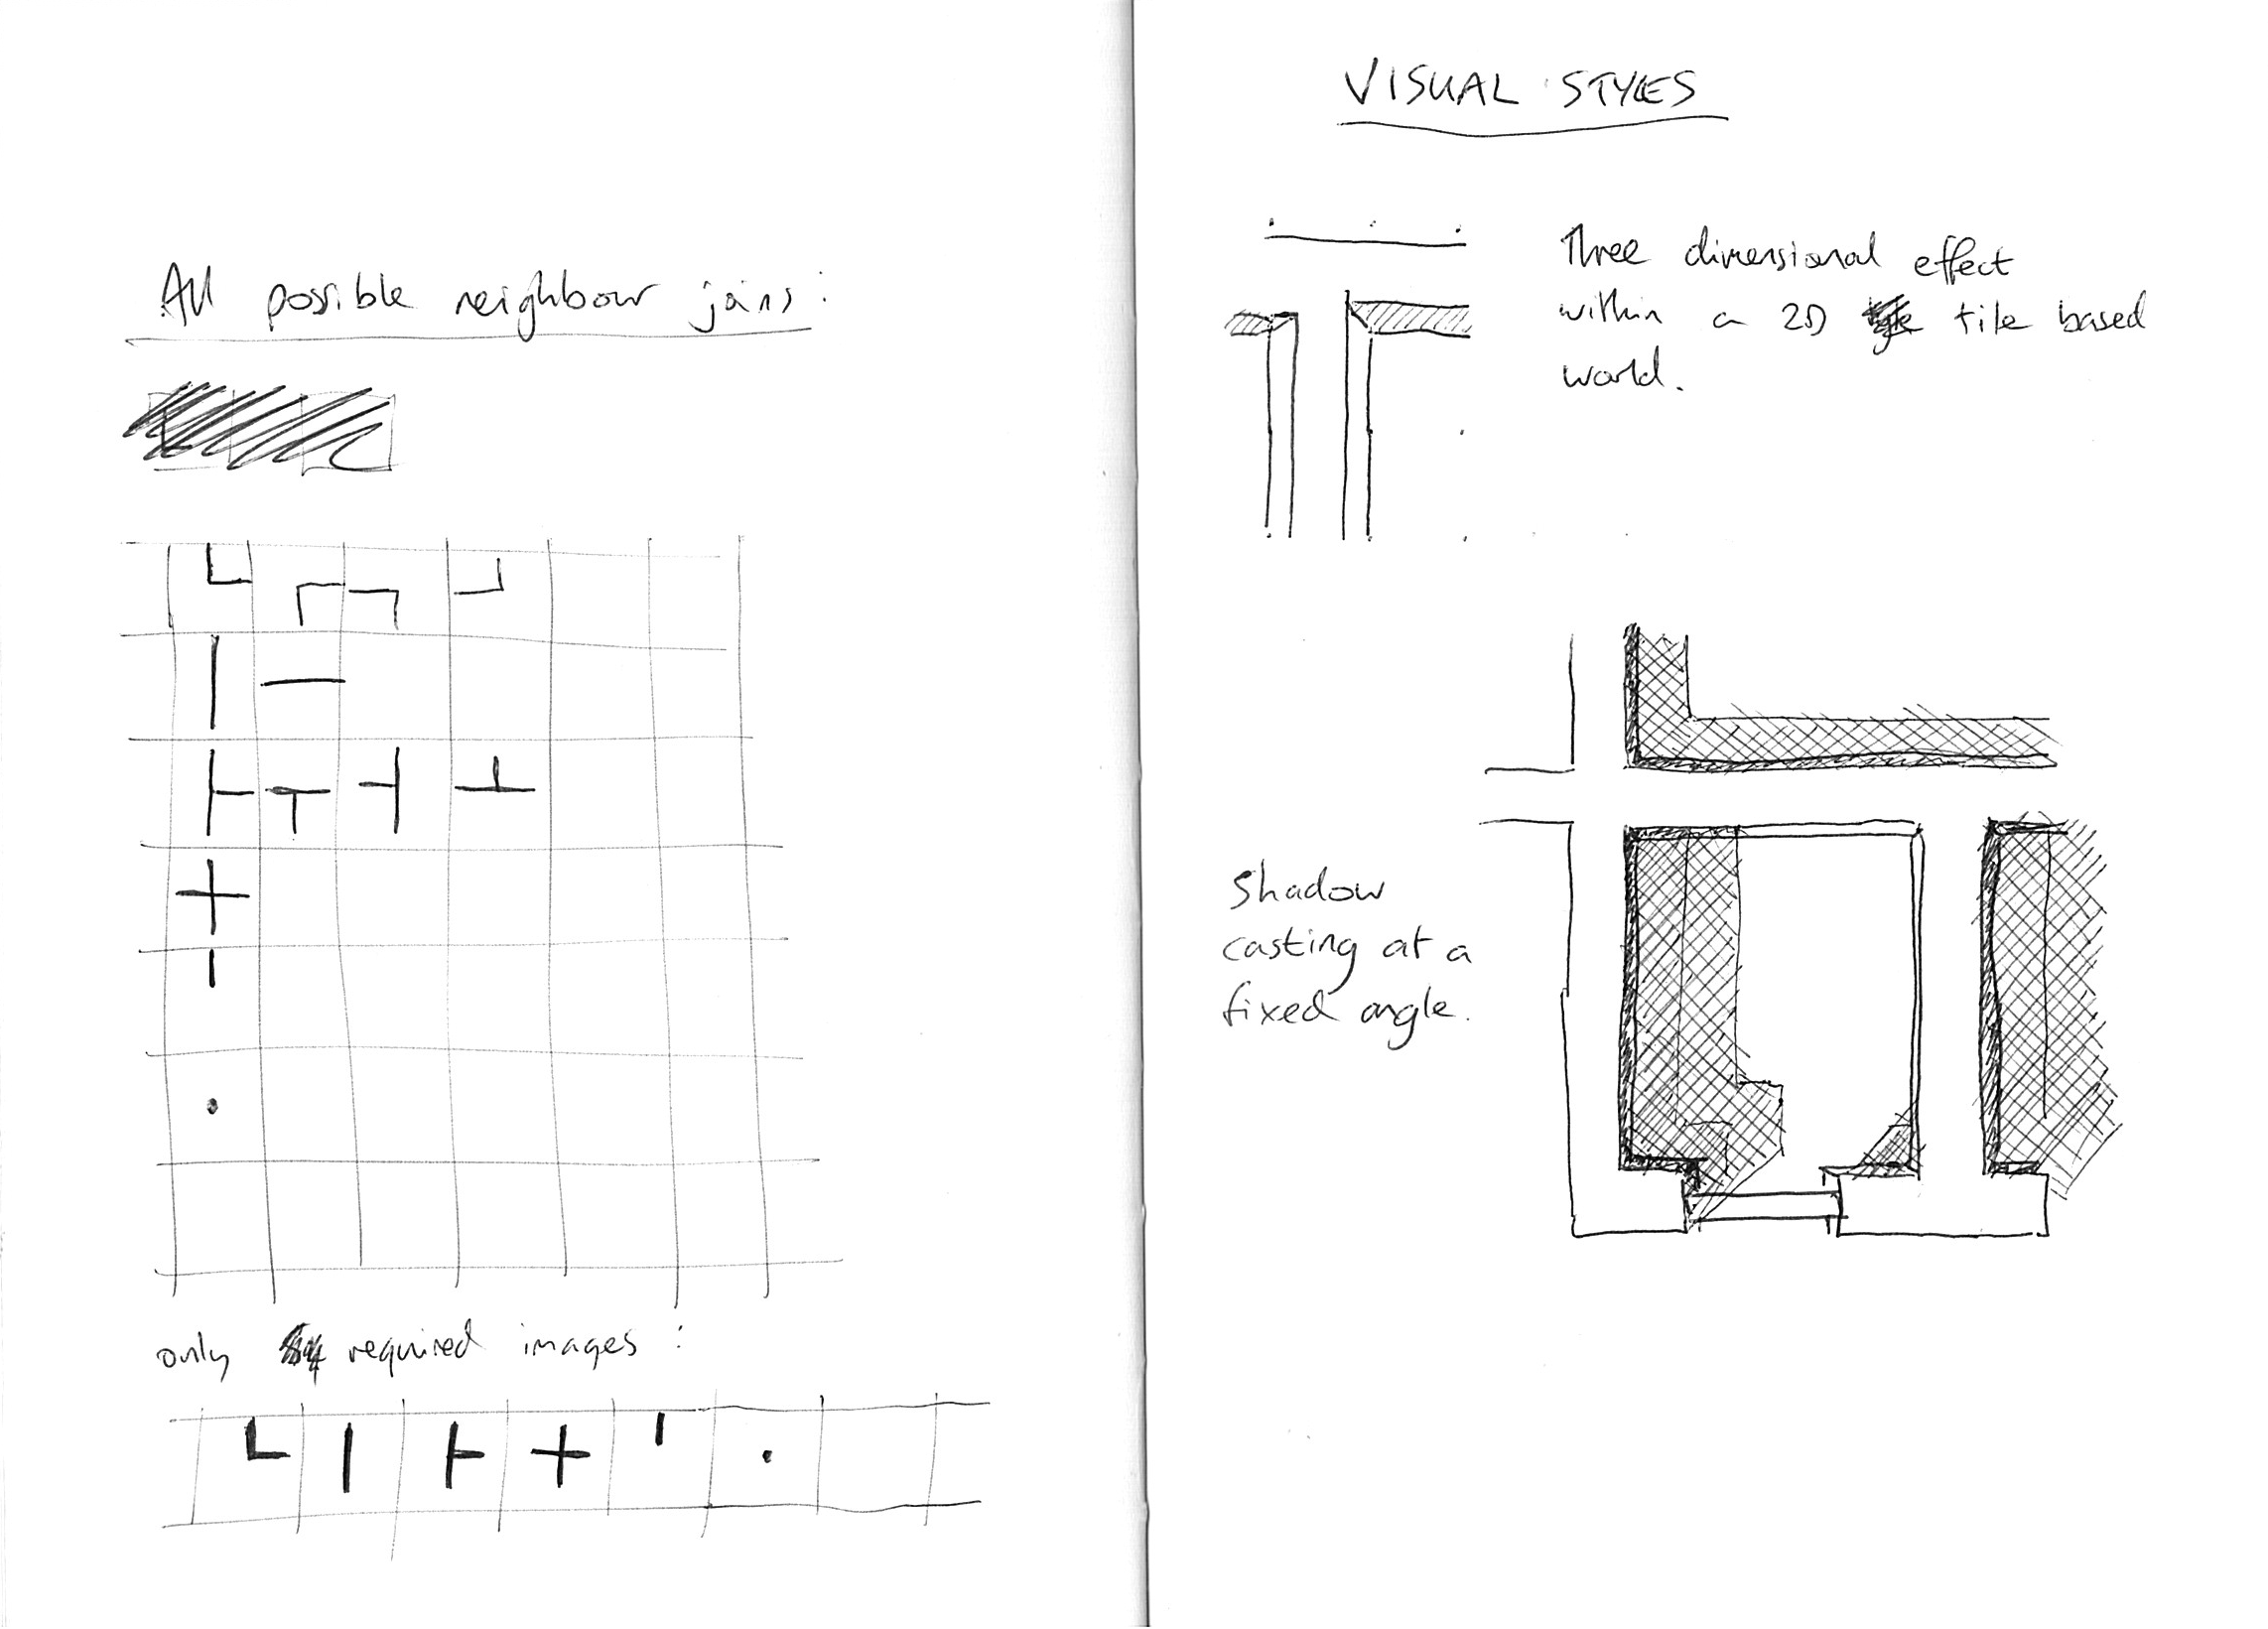 All possible neighbour joins:
only required images:
VISUAL STYLES
Three dimensional effect
within a 2D tile based
world.
Shadow
casting at a
fixed angle.